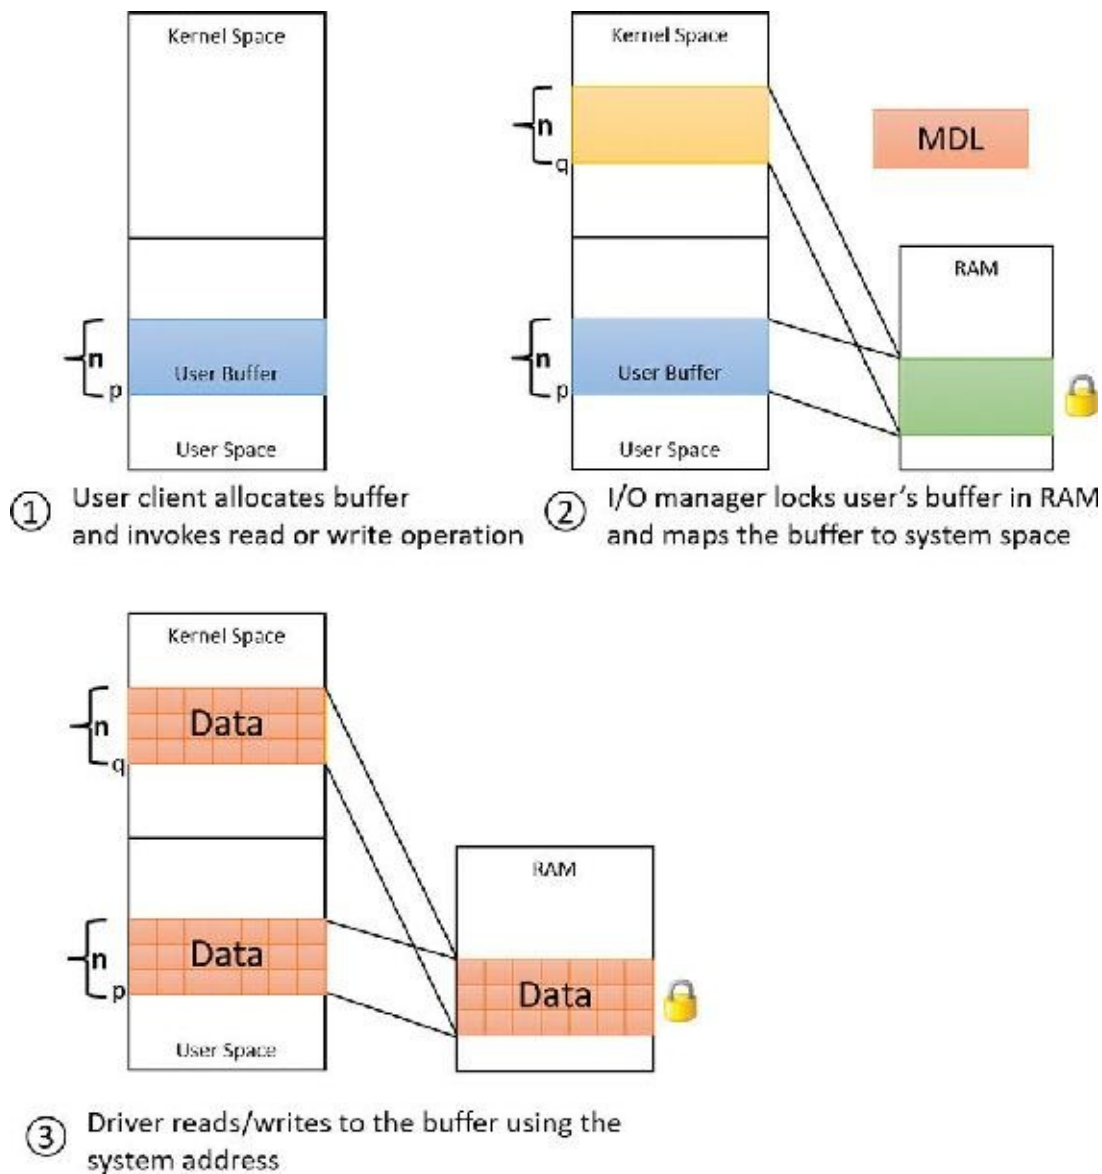 Kernel Space
n
p
User Buffer
User Space
① User client allocates buffer
and invokes read or write operation
Kernel Space
n
q
MDL
RAM
n
p
User Buffer
User Space
② I/O manager locks user's buffer in RAM
and maps the buffer to system space
Kernel Space
n
q
Data
n
p
Data
User Space
RAM
Data
③ Driver reads/writes to the buffer using the
system address